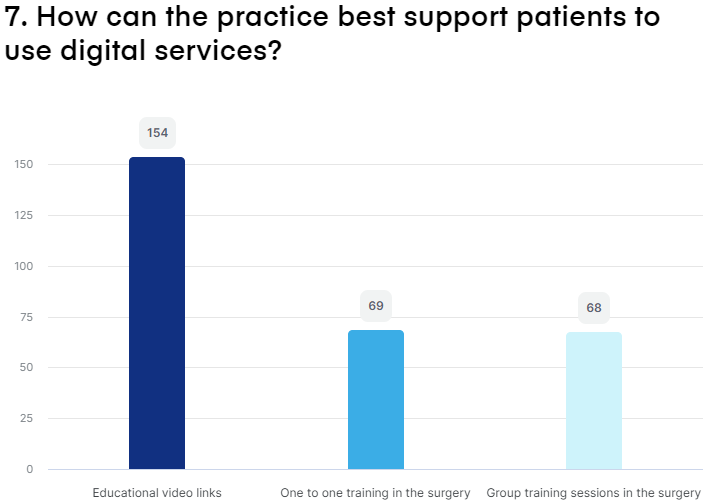 7. How can the practice best support patients to
use digital services?
154
150
125
100
75
69
68
50
25
0
Educational video links
One to one training in the surgery
Group training sessions in the surgery